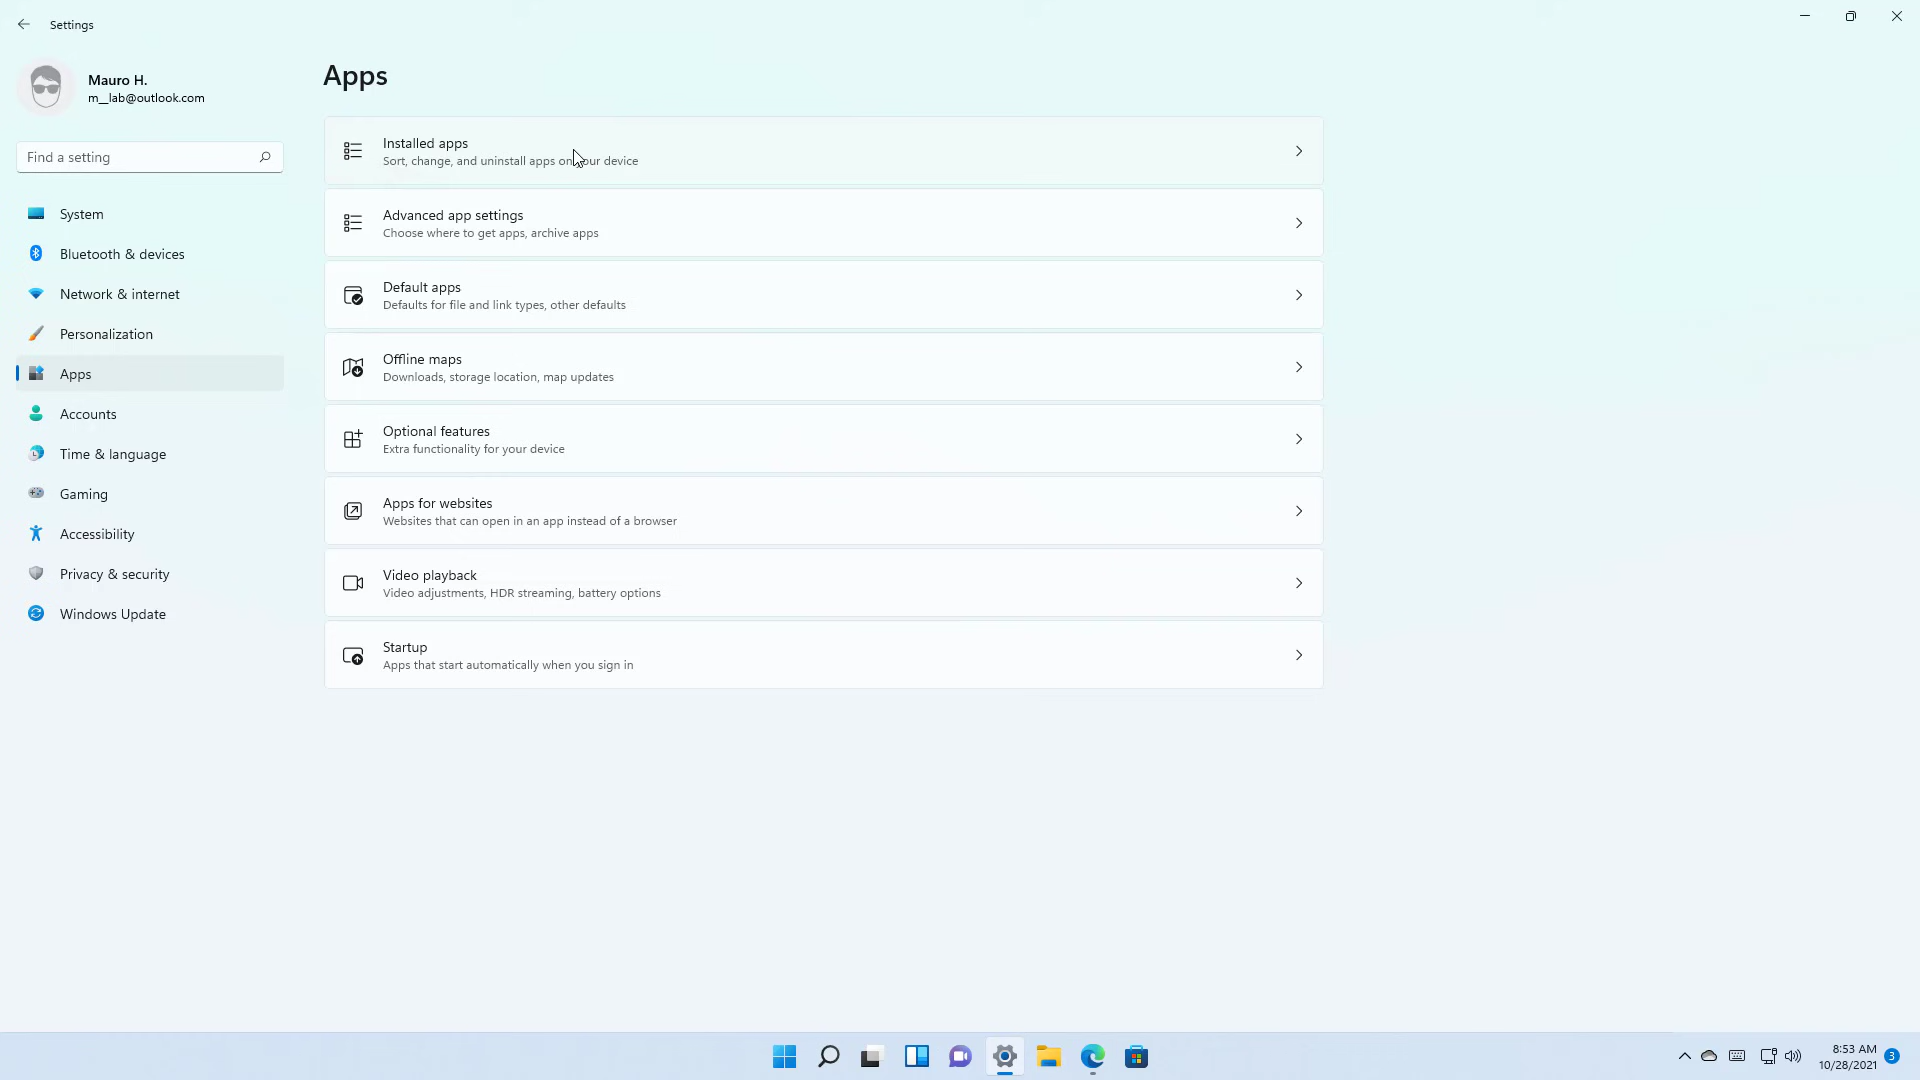 Settings
Mauro H.
m__lab@outlook.com
Find a setting
System
Bluetooth & devices
Network & internet
Personalization
Apps
Accounts
Time & language
Gaming
Accessibility
Privacy & security
Windows Update
Apps
Installed apps
Sort, change, and uninstall apps on your device
Advanced app settings
Choose where to get apps, archive apps
Default apps
Defaults for file and link types, other defaults
Offline maps
Downloads, storage location, map updates
Optional features
Extra functionality for your device
Apps for websites
Websites that can open in an app instead of a browser
Video playback
Video adjustments, HDR streaming, battery options
Startup
Apps that start automatically when you sign in
8:53 AM
10/28/2021
3